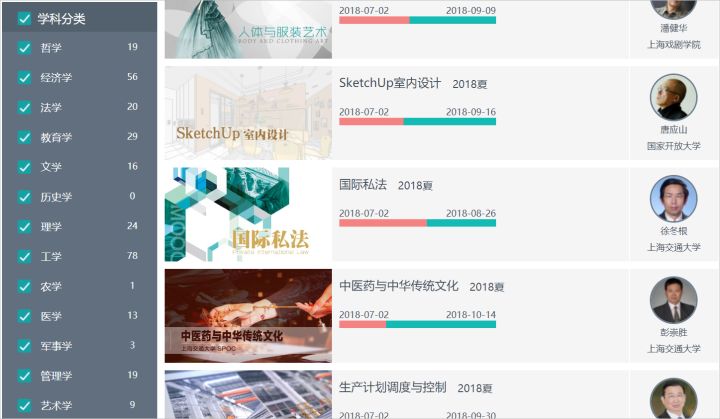 学科分类
哲学 19
经济学 56
法学 20
教育学 29
文学 16
历史学 0
理学 24
工学 78
农学 1
医学 13
军事学 3
管理学 19
艺术学 9
人体与服装艺术
BODY AND CLOTHING ART
2018-07-02 2018-09-09
潘健华
上海戏剧学院
SketchUp 室内设计
SketchUp室内设计 2018夏
2018-07-02 2018-09-16
唐应山
国家开放大学
MOOC
国际私法
Private International Law
国际私法 2018夏
2018-07-02 2018-08-26
徐冬根
上海交通大学
中医药与中华传统文化
上海交通大学 SPOC
中医药与中华传统文化 2018夏
2018-07-02 2018-10-14
彭崇胜
上海交通大学
生产计划调度与控制 2018夏
2018-07-02 2018-09-30